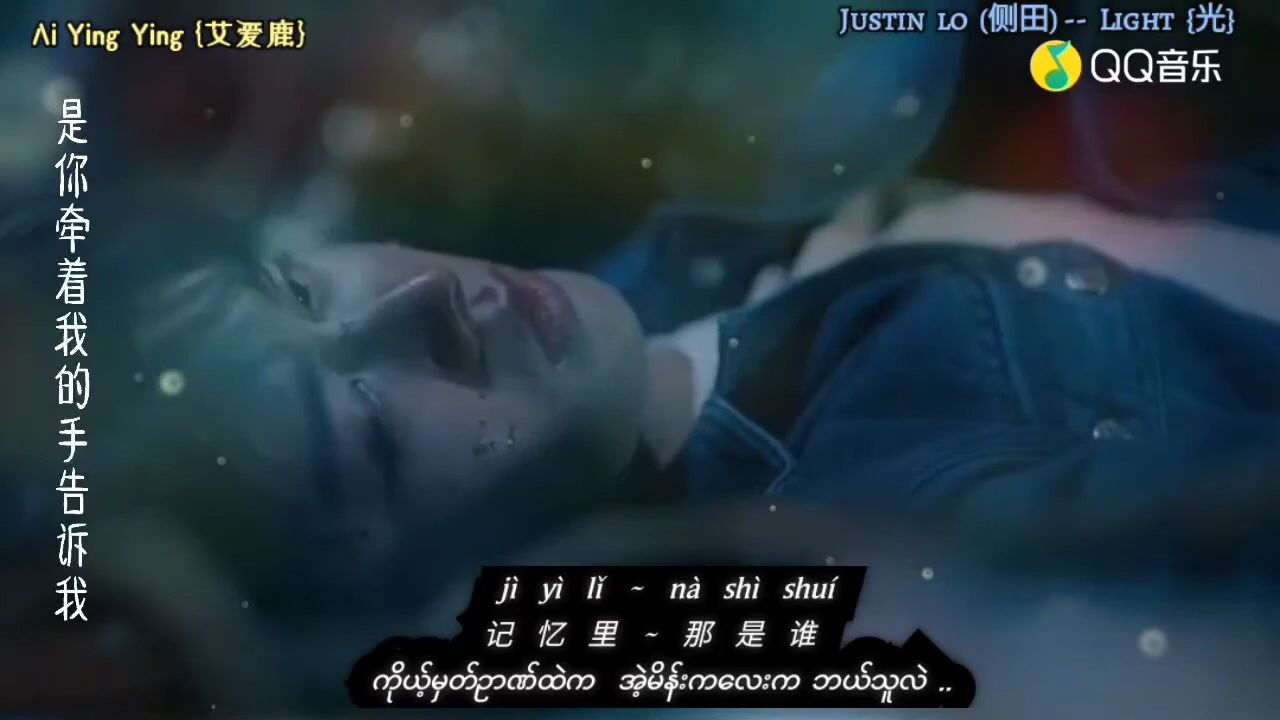 Ai Ying Ying {艾爱鹿}
Justin lo (侧田) -- Light {光}
QQ音乐
是你牵着我的手告诉我
jì yì lǐ ~ nà shì shuí
记忆里 ~ 那是谁
ကိုယ့်မှတ်ဉာဏ်ထဲက အဲ့မိန်းကလေးက ဘယ်သူလဲ ..